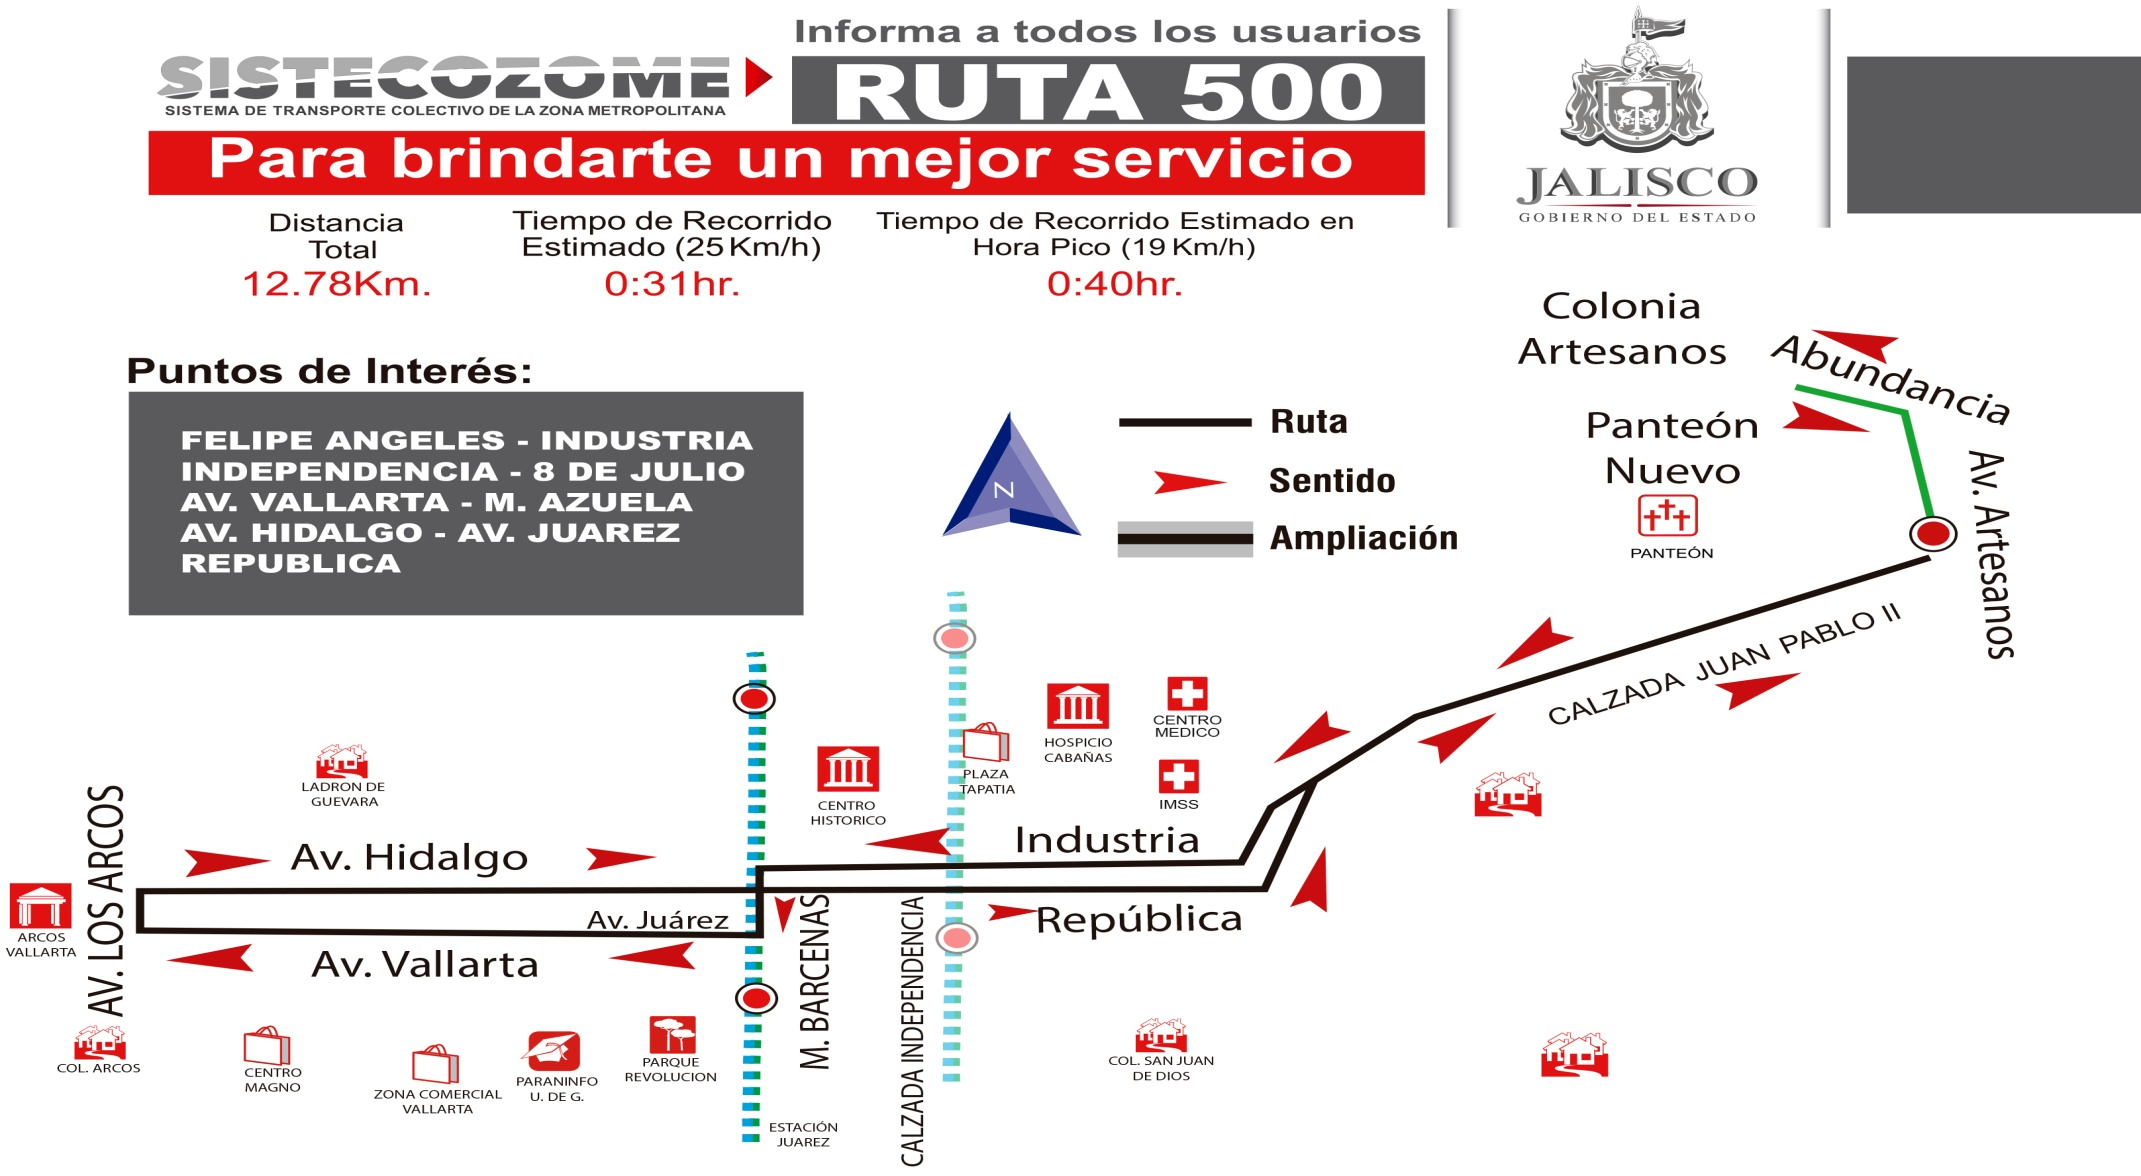 Informa a todos los usuarios
SISTECOZOME
SISTEMA DE TRANSPORTE COLECTIVO DE LA ZONA METROPOLITANA
RUTA 500
Para brindarte un mejor servicio
JALISCO
GOBIERNO DEL ESTADO
Distancia
Total
12.78Km.
Tiempo de Recorrido
Estimado (25 Km/h)
0:31hr.
Tiempo de Recorrido Estimado en
Hora Pico (19 Km/h)
0:40hr.
Puntos de Interés:
FELIPE ANGELES - INDUSTRIA
INDEPENDENCIA - 8 DE JULIO
AV. VALLARTA - M. AZUELA
AV. HIDALGO - AV. JUAREZ
REPUBLICA
N
Ruta
Sentido
Ampliación
Colonia
Artesanos
Abundancia
Panteón
Nuevo
PANTEÓN
Av. Artesanos
CALZADA JUAN PABLO II
CENTRO
MEDICO
HOSPICIO
CABAÑAS
PLAZA
TAPATIA
IMSS
CENTRO
HISTORICO
LADRON DE
GUEVARA
Industria
Av. Hidalgo
AV. LOS ARCOS
ARCOS
VALLARTA
Av. Juárez
República
Av. Vallarta
M. BARCENAS
CALZADA INDEPENDENCIA
COL. ARCOS
CENTRO
MAGNO
ZONA COMERCIAL
VALLARTA
PARANINFO
U. DE G.
PARQUE
REVOLUCION
COL. SAN JUAN
DE DIOS
ESTACIÓN
JUAREZ